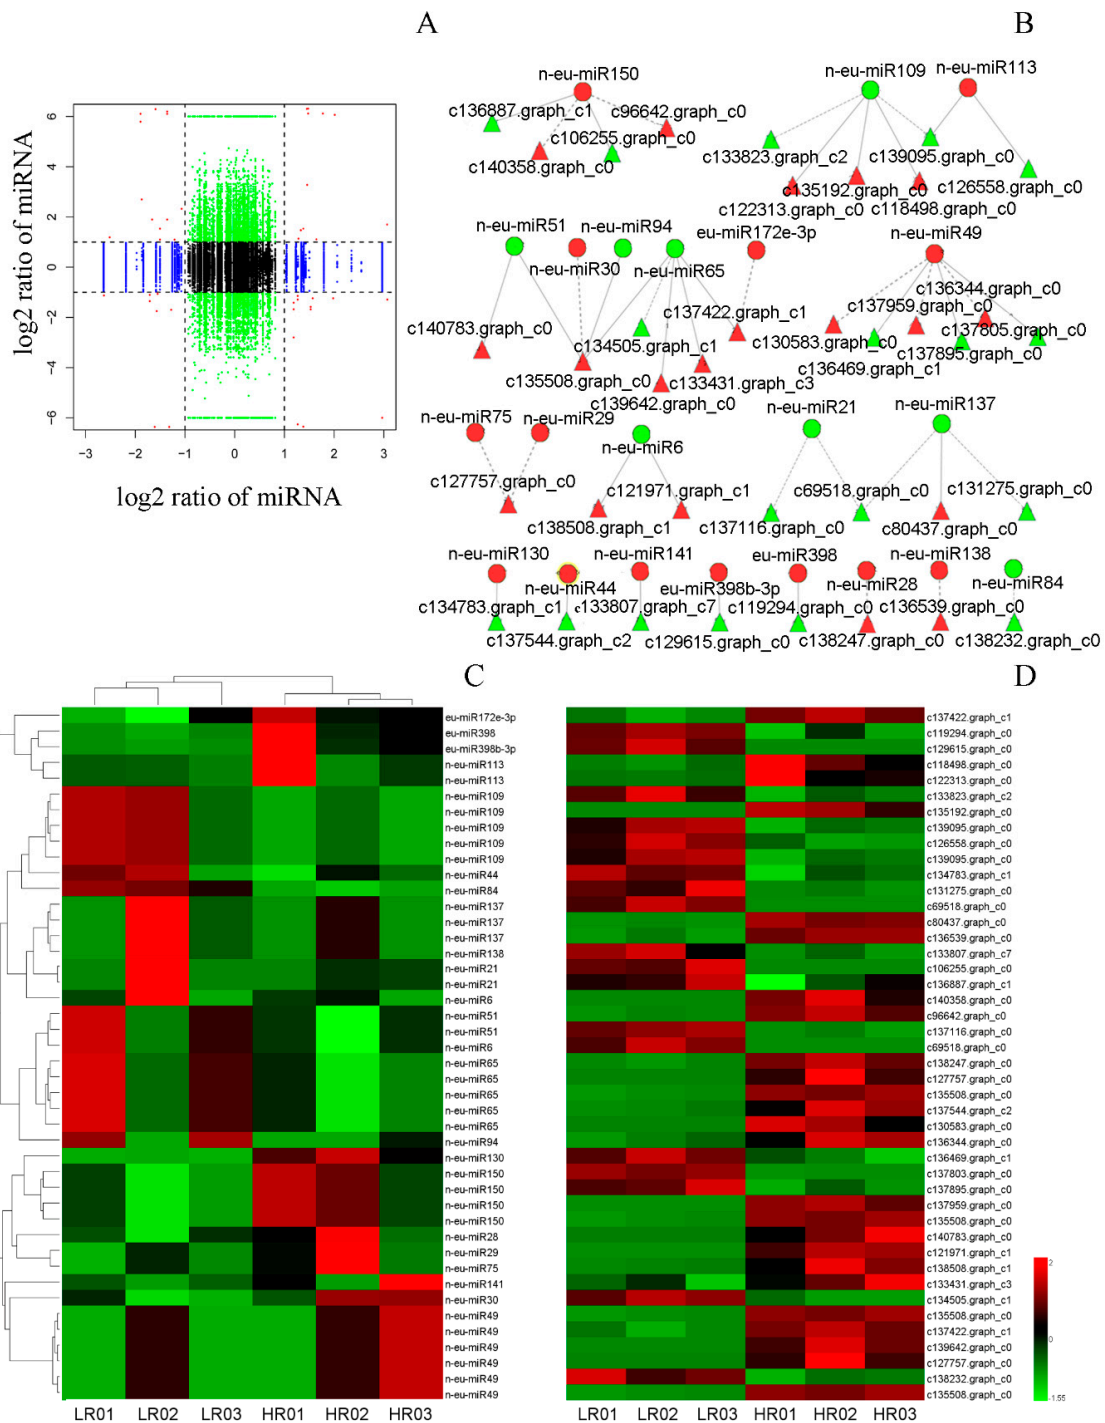 A
B
6
4
2
0
−2
−4
−6
−3
−2
−1
0
1
2
3
log2 ratio of miRNA
log2 ratio of miRNA
n-eu-miR150
c136887.graph_c1
c96642.graph_c0
c106255.graph_c0
c140358.graph_c0
n-eu-miR109
n-eu-miR113
c133823.graph_c2
c139095.graph_c0
c135192.graph_c0
c126558.graph_c0
c122313.graph_c0
c118498.graph_c0
n-eu-miR51
n-eu-miR94
eu-miR172e-3p
n-eu-miR49
n-eu-miR30
n-eu-miR65
c136344.graph_c0
c137959.graph_c0
c137422.graph_c1
c140783.graph_c0
c134505.graph_c1
c130583.graph_c0
c137805.graph_c0
c137895.graph_c0
c136469.graph_c1
c135508.graph_c0
c133431.graph_c3
c139642.graph_c0
n-eu-miR75
n-eu-miR29
n-eu-miR21
n-eu-miR137
n-eu-miR6
c127757.graph_c0
c121971.graph_c1
c69518.graph_c0
c131275.graph_c0
c138508.graph_c1
c137116.graph_c0
c80437.graph_c0
n-eu-miR130
n-eu-miR141
eu-miR398
n-eu-miR138
n-eu-miR44
eu-miR398b-3p
n-eu-miR28
n-eu-miR84
c134783.graph_c1
c133807.graph_c7
c119294.graph_c0
c136539.graph_c0
c137544.graph_c2
c129615.graph_c0
c138247.graph_c0
c138232.graph_c0
C
D
eu-miR172e-3p
eu-miR398
eu-miR398b-3p
n-eu-miR113
n-eu-miR113
n-eu-miR109
n-eu-miR109
n-eu-miR109
n-eu-miR109
n-eu-miR109
n-eu-miR44
n-eu-miR84
n-eu-miR137
n-eu-miR137
n-eu-miR137
n-eu-miR138
n-eu-miR21
n-eu-miR21
n-eu-miR6
n-eu-miR51
n-eu-miR51
n-eu-miR6
n-eu-miR65
n-eu-miR65
n-eu-miR65
n-eu-miR65
n-eu-miR65
n-eu-miR94
n-eu-miR130
n-eu-miR150
n-eu-miR150
n-eu-miR150
n-eu-miR150
n-eu-miR28
n-eu-miR29
n-eu-miR75
n-eu-miR141
n-eu-miR30
n-eu-miR49
n-eu-miR49
n-eu-miR49
n-eu-miR49
n-eu-miR49
n-eu-miR49
LR01
LR02
LR03
HR01
HR02
HR03
c137422.graph_c1
c119294.graph_c0
c129615.graph_c0
c118498.graph_c0
c122313.graph_c0
c133823.graph_c2
c135192.graph_c0
c139095.graph_c0
c126558.graph_c0
c139095.graph_c0
c134783.graph_c1
c131275.graph_c0
c69518.graph_c0
c80437.graph_c0
c136539.graph_c0
c133807.graph_c7
c106255.graph_c0
c136887.graph_c1
c140358.graph_c0
c96642.graph_c0
c137116.graph_c0
c69518.graph_c0
c138247.graph_c0
c127757.graph_c0
c135508.graph_c0
c137544.graph_c2
c130583.graph_c0
c136344.graph_c0
c136469.graph_c1
c137803.graph_c0
c137895.graph_c0
c137959.graph_c0
c135508.graph_c0
c140783.graph_c0
c121971.graph_c1
c138508.graph_c1
c133431.graph_c3
c134505.graph_c1
c135508.graph_c0
c137422.graph_c1
c139642.graph_c0
c127757.graph_c0
c138232.graph_c0
c135508.graph_c0
LR01
LR02
LR03
HR01
HR02
HR03
2
0
-1.55